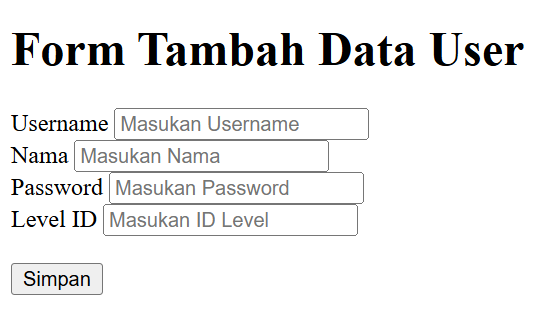 Form Tambah Data User
Username Masukan Username
Nama Masukan Nama
Password Masukan Password
Level ID Masukan ID Level
Simpan